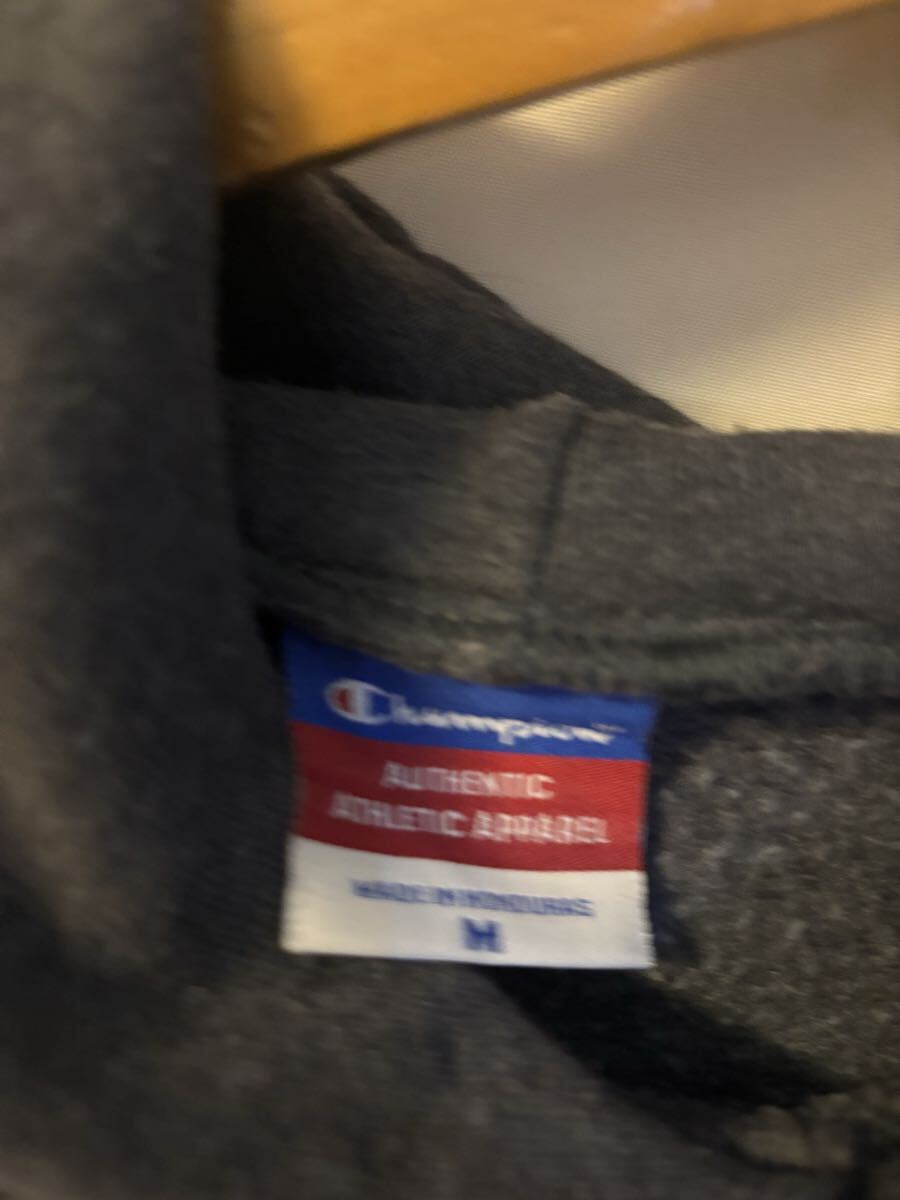 Champion
AUTHENTIC
ATHLETIC APPAREL
MADE IN HONDURAS
M